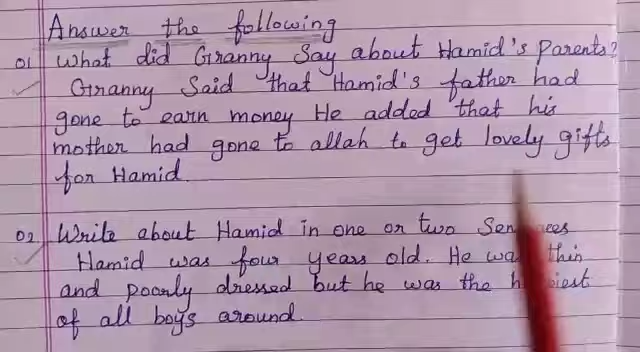 Answer the following
01 What did Granny Say about Hamid's Parents?
Granny Said that Hamid's father had
gone to earn money He added that his
mother had gone to allah to get lovely gifts
for Hamid.
02 Write about Hamid in one or two
Hamid was four years old. He was thin
and poorly dressed but he was the
of all boys around.